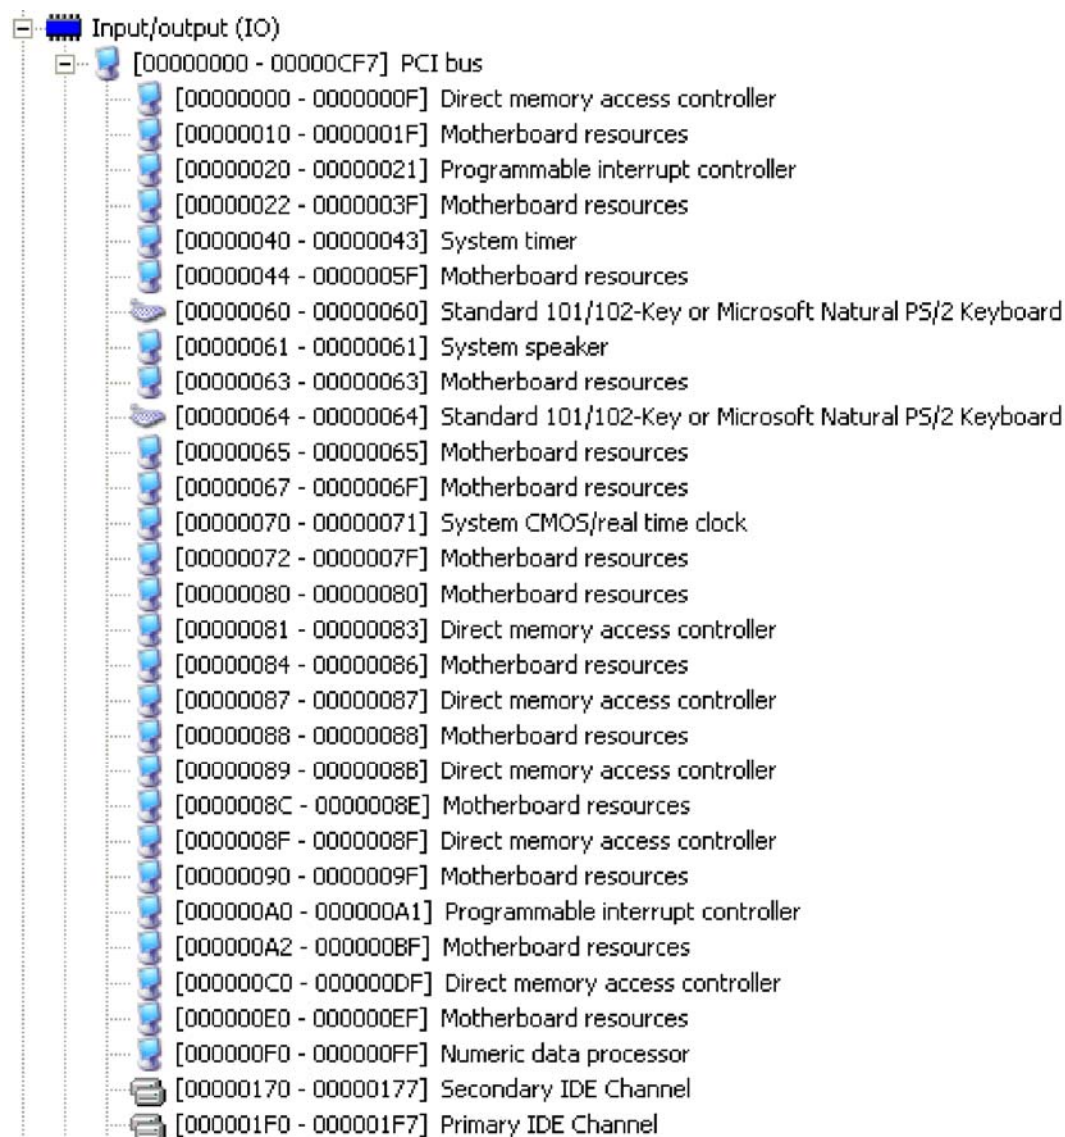 Input/output (IO)
[00000000 - 00000CF7] PCI bus
[00000000 - 0000000F] Direct memory access controller
[00000010 - 0000001F] Motherboard resources
[00000020 - 00000021] Programmable interrupt controller
[00000022 - 0000003F] Motherboard resources
[00000040 - 00000043] System timer
[00000044 - 0000005F] Motherboard resources
[00000060 - 00000060] Standard 101/102-Key or Microsoft Natural PS/2 Keyboard
[00000061 - 00000061] System speaker
[00000063 - 00000063] Motherboard resources
[00000064 - 00000064] Standard 101/102-Key or Microsoft Natural PS/2 Keyboard
[00000065 - 00000065] Motherboard resources
[00000067 - 0000006F] Motherboard resources
[00000070 - 00000071] System CMOS/real time clock
[00000072 - 0000007F] Motherboard resources
[00000080 - 00000080] Motherboard resources
[00000081 - 00000083] Direct memory access controller
[00000084 - 00000086] Motherboard resources
[00000087 - 00000087] Direct memory access controller
[00000088 - 00000088] Motherboard resources
[00000089 - 0000008B] Direct memory access controller
[0000008C - 0000008E] Motherboard resources
[0000008F - 0000008F] Direct memory access controller
[00000090 - 0000009F] Motherboard resources
[000000A0 - 000000A1] Programmable interrupt controller
[000000A2 - 000000BF] Motherboard resources
[000000C0 - 000000DF] Direct memory access controller
[000000E0 - 000000EF] Motherboard resources
[000000F0 - 000000FF] Numeric data processor
[00000170 - 00000177] Secondary IDE Channel
[000001F0 - 000001F7] Primary IDE Channel